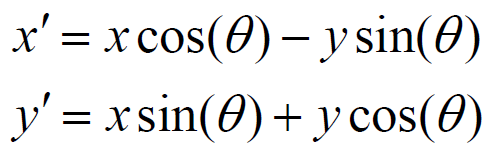 x′ = x cos(θ) − y sin(θ)
y′ = x sin(θ) + y cos(θ)